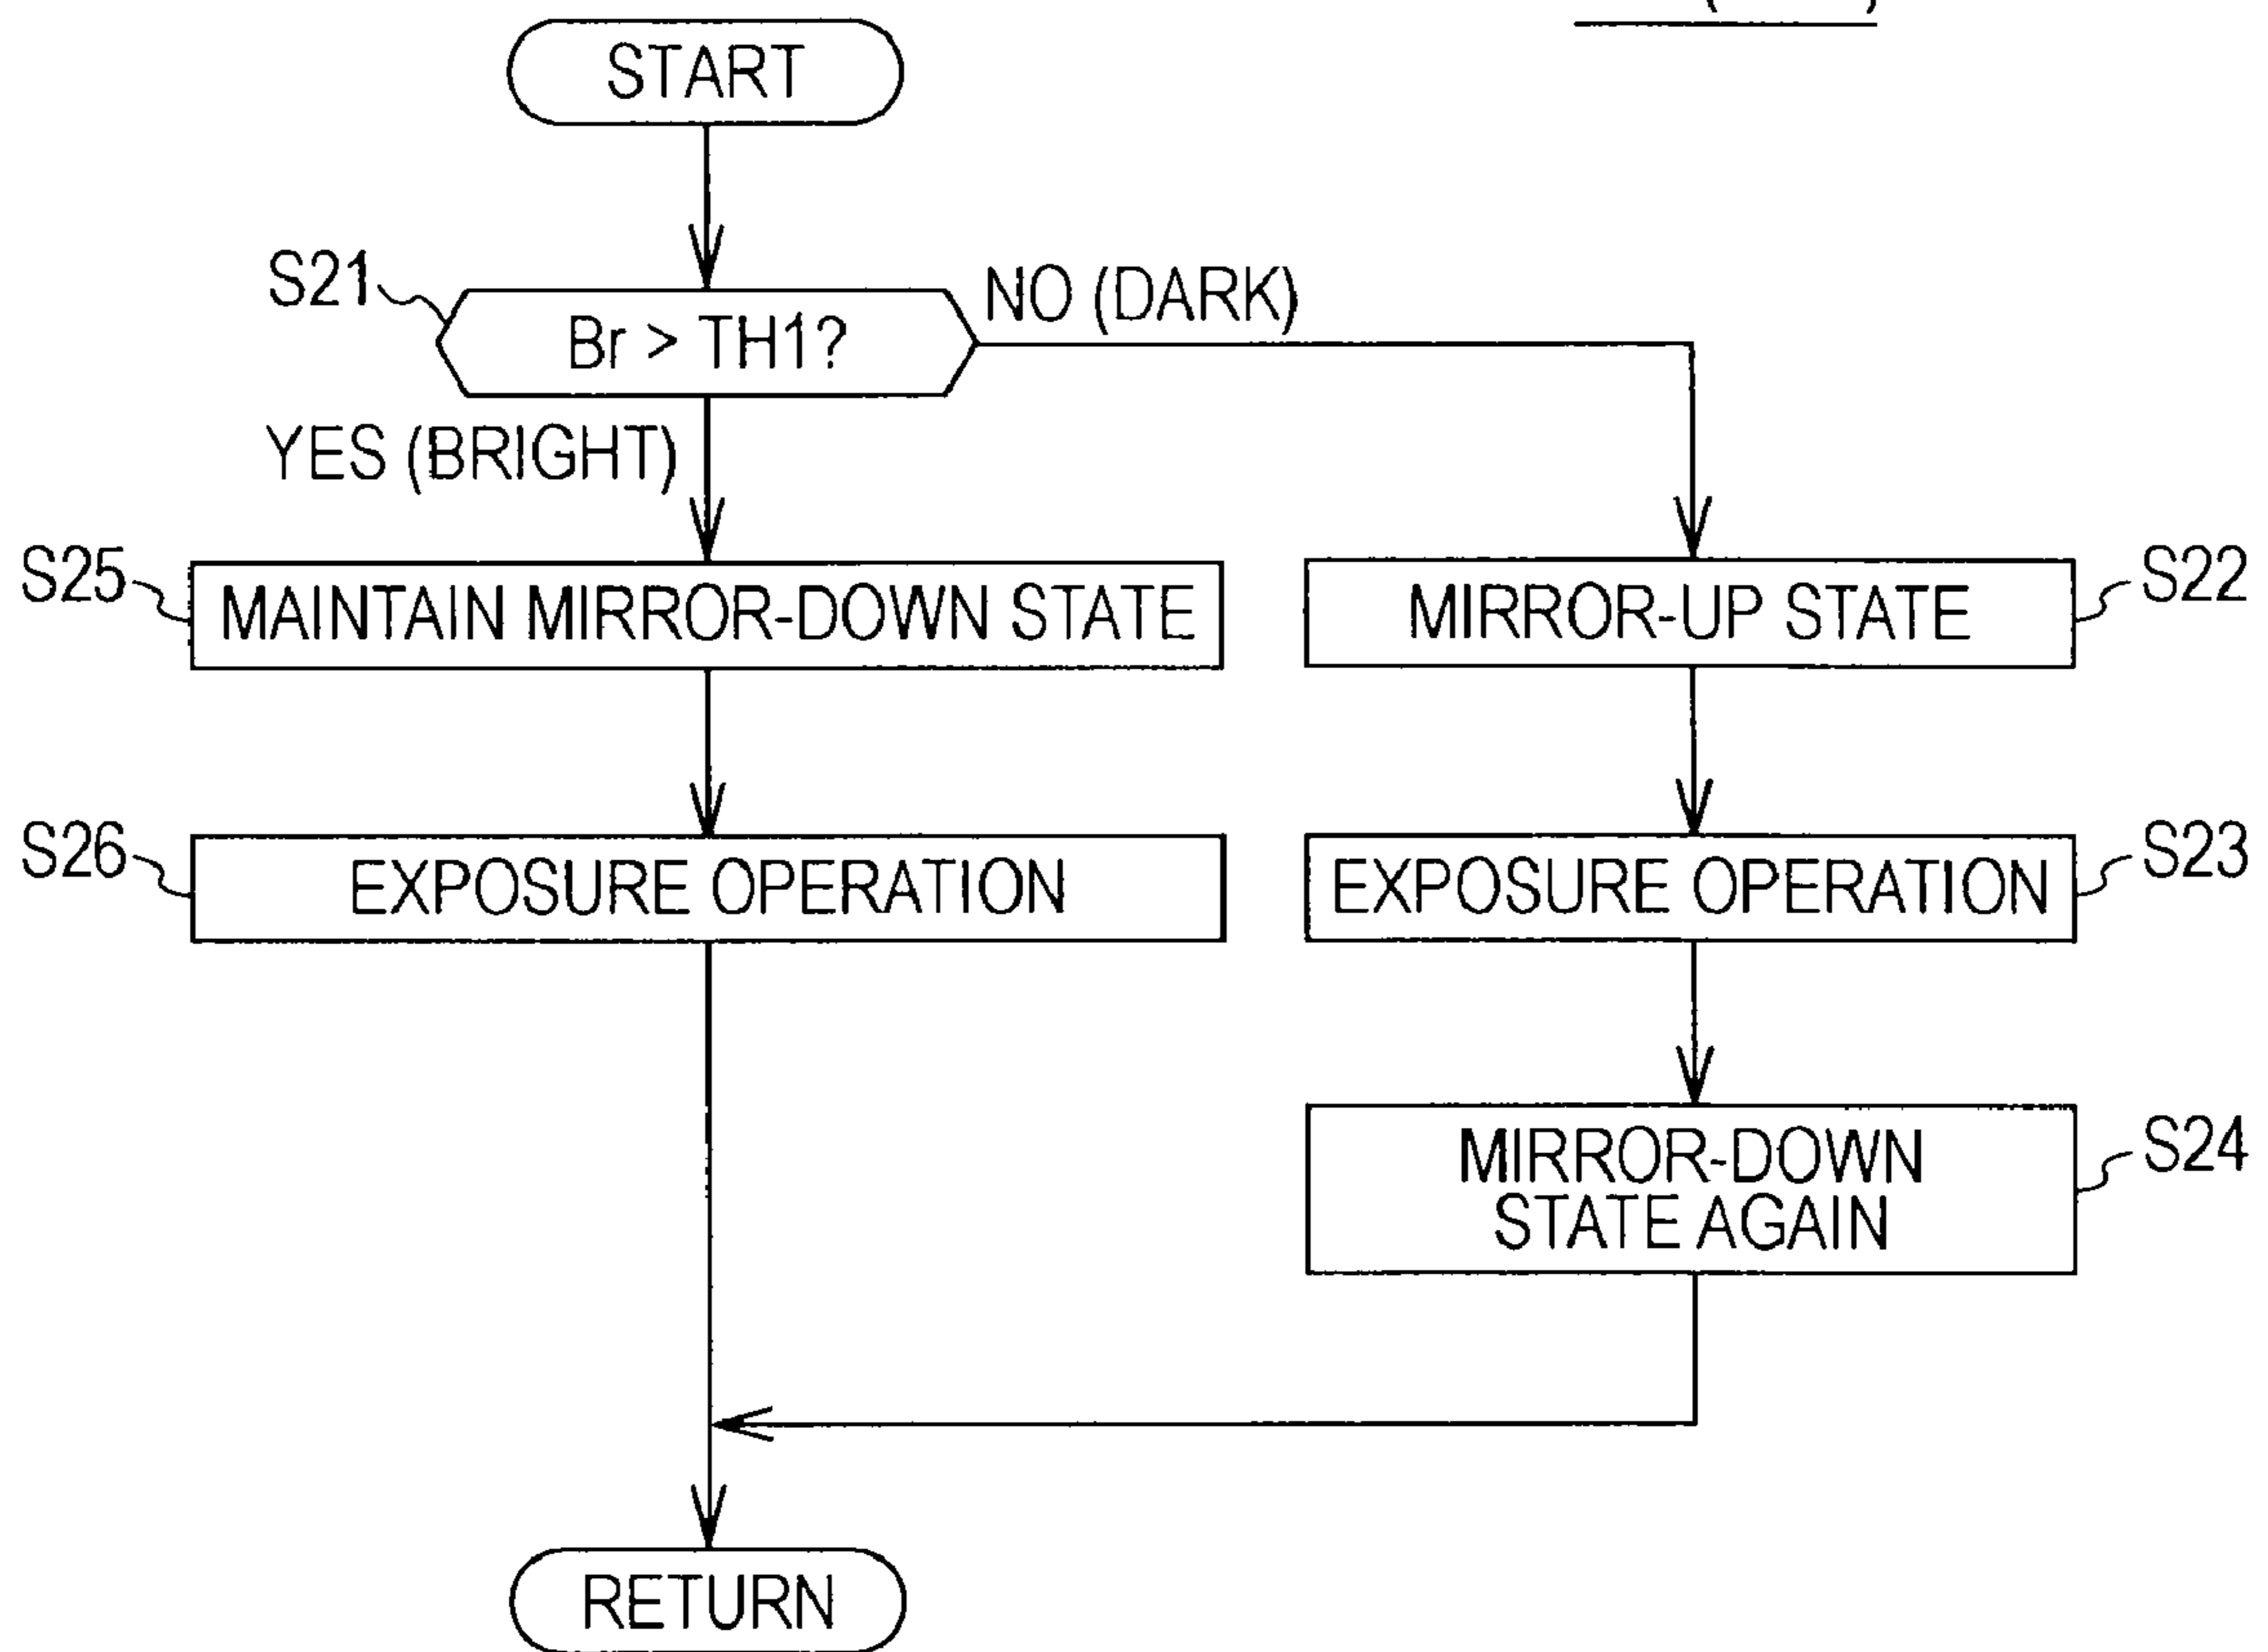 START
S21
Br > TH1?
NO (DARK)
YES (BRIGHT)
S25
MAINTAIN MIRROR-DOWN STATE
MIRROR-UP STATE
S22
S26
EXPOSURE OPERATION
EXPOSURE OPERATION
S23
MIRROR-DOWN
STATE AGAIN
S24
RETURN